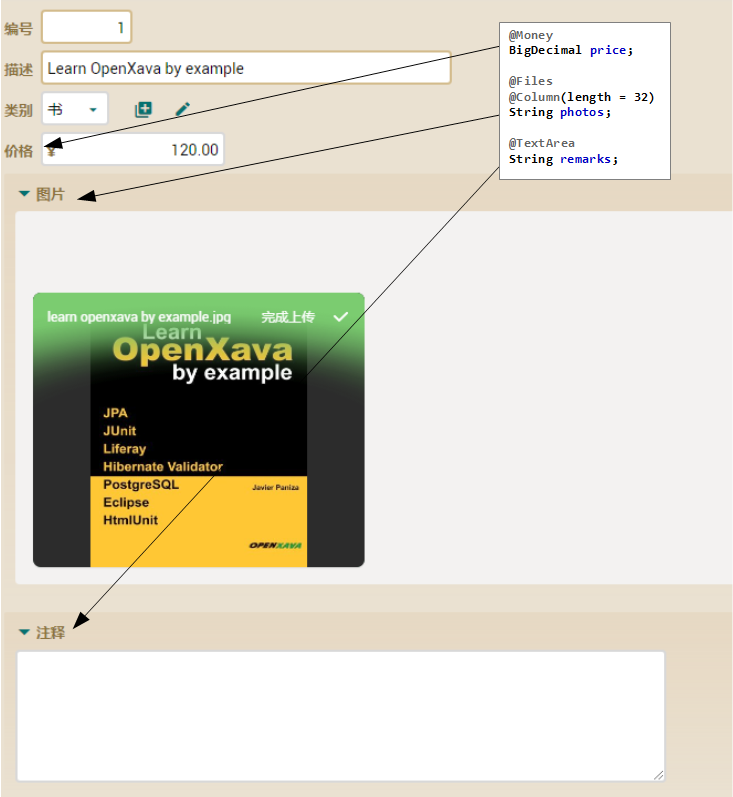 编号 1
描述 Learn OpenXava by example
类别 书
价格 ¥ 120.00
@Money
BigDecimal price;
@Files
@Column(length = 32)
String photos;
@TextArea
String remarks;
图片
learn openxava by example.jpg 完成上传
Learn
OpenXava
by example
JPA
JUnit
Liferay
Hibernate Validator
PostgreSQL
Javier Paniza
Eclipse
HtmlUnit
OPENXAVA
注释